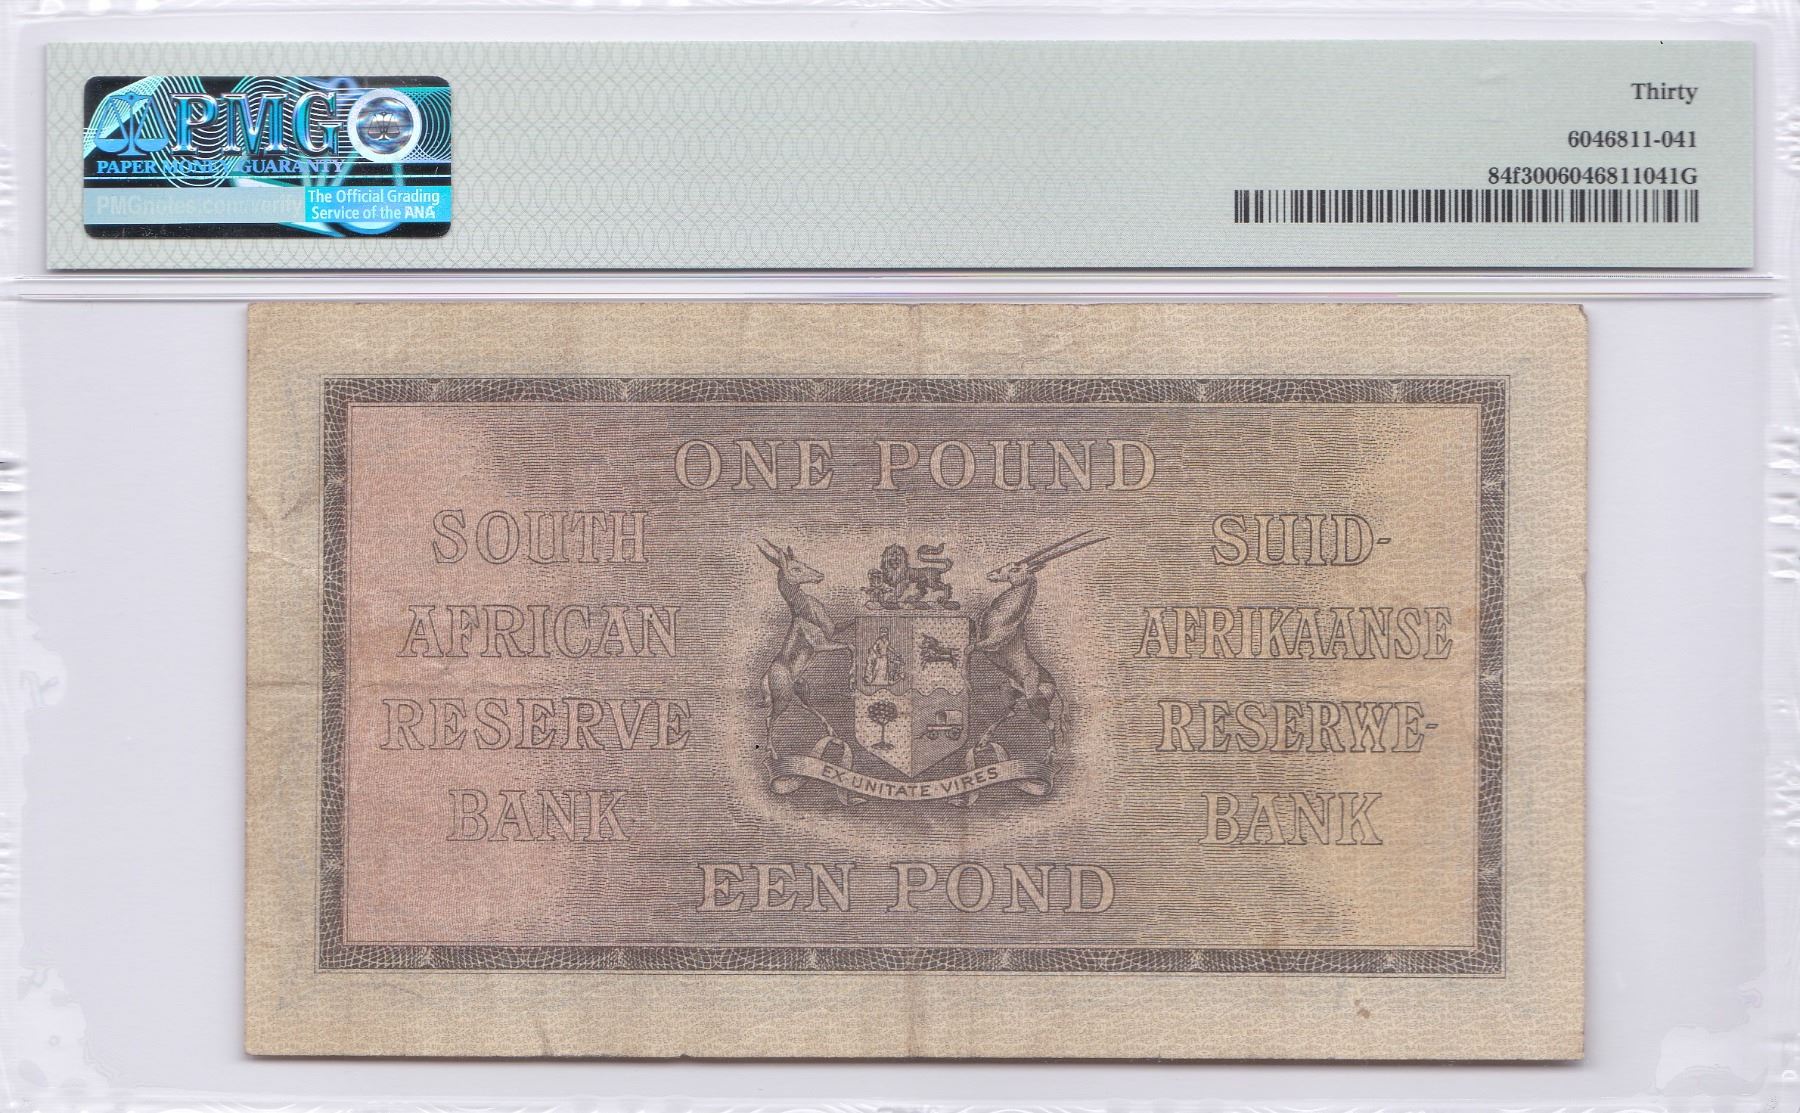 PMG
PAPER MONEY GUARANTY
PMGnotes.com/verify
The Official Grading
Service of the ANA
Thirty
6046811-041
84f3006046811041G
ONE POUND
SOUTH
AFRICAN
RESERVE
BANK
SUID-
AFRIKAANSE
RESERWE-
BANK
EX·UNITATE·VIRES
EEN POND